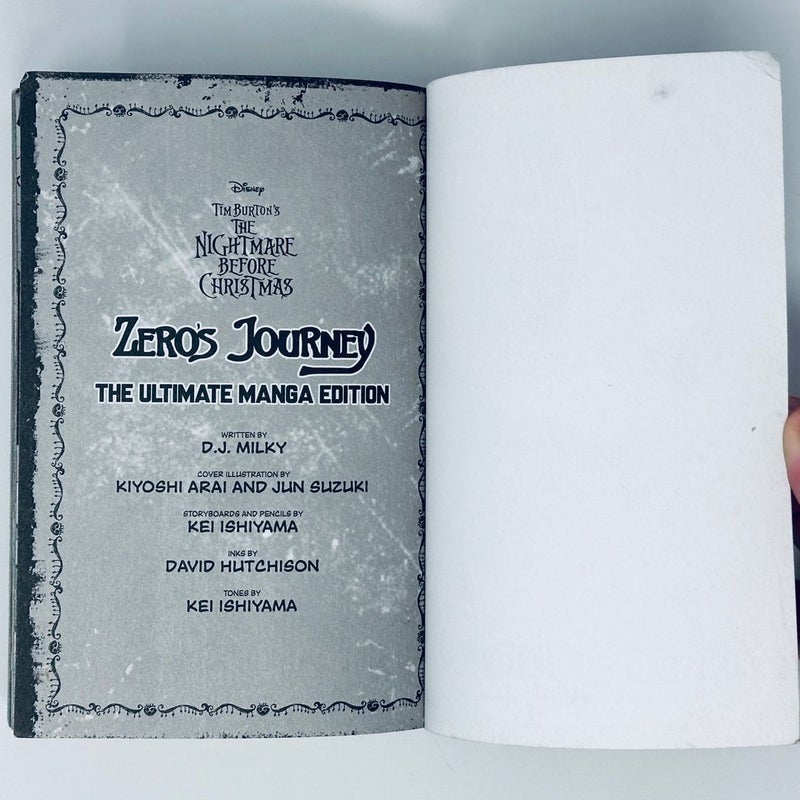 Disney
Tim Burton's
The
Nightmare
Before
Christmas
Zero's Journey
THE ULTIMATE MANGA EDITION
WRITTEN BY
D.J. MILKY
COVER ILLUSTRATION BY
KIYOSHI ARAI AND JUN SUZUKI
STORYBOARDS AND PENCILS BY
KEI ISHIYAMA
INKS BY
DAVID HUTCHISON
TONES BY
KEI ISHIYAMA